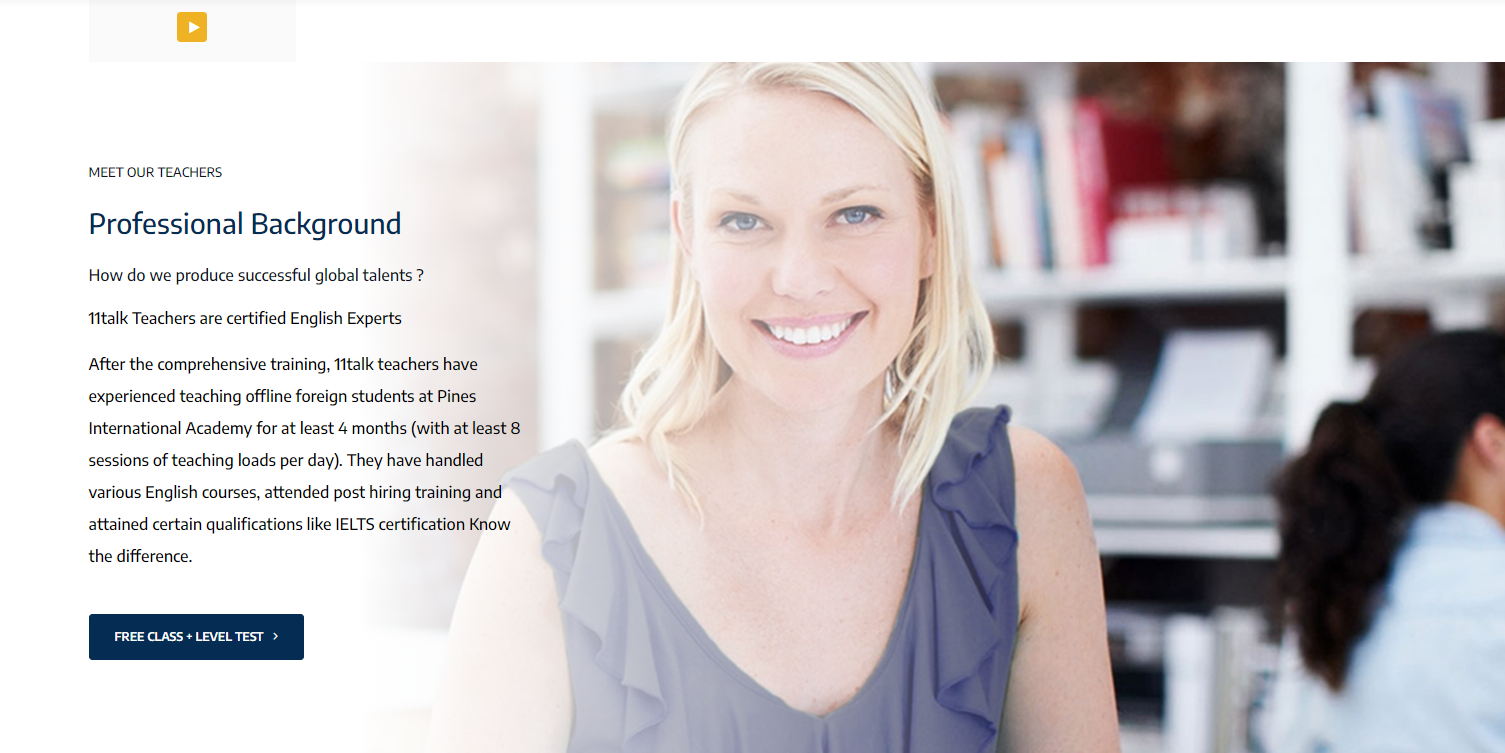 MEET OUR TEACHERS
Professional Background
How do we produce successful global talents ?
11talk Teachers are certified English Experts
After the comprehensive training, 11talk teachers have
experienced teaching offline foreign students at Pines
International Academy for at least 4 months (with at least 8
sessions of teaching loads per day). They have handled
various English courses, attended post hiring training and
attained certain qualifications like IELTS certification Know
the difference.
FREE CLASS + LEVEL TEST